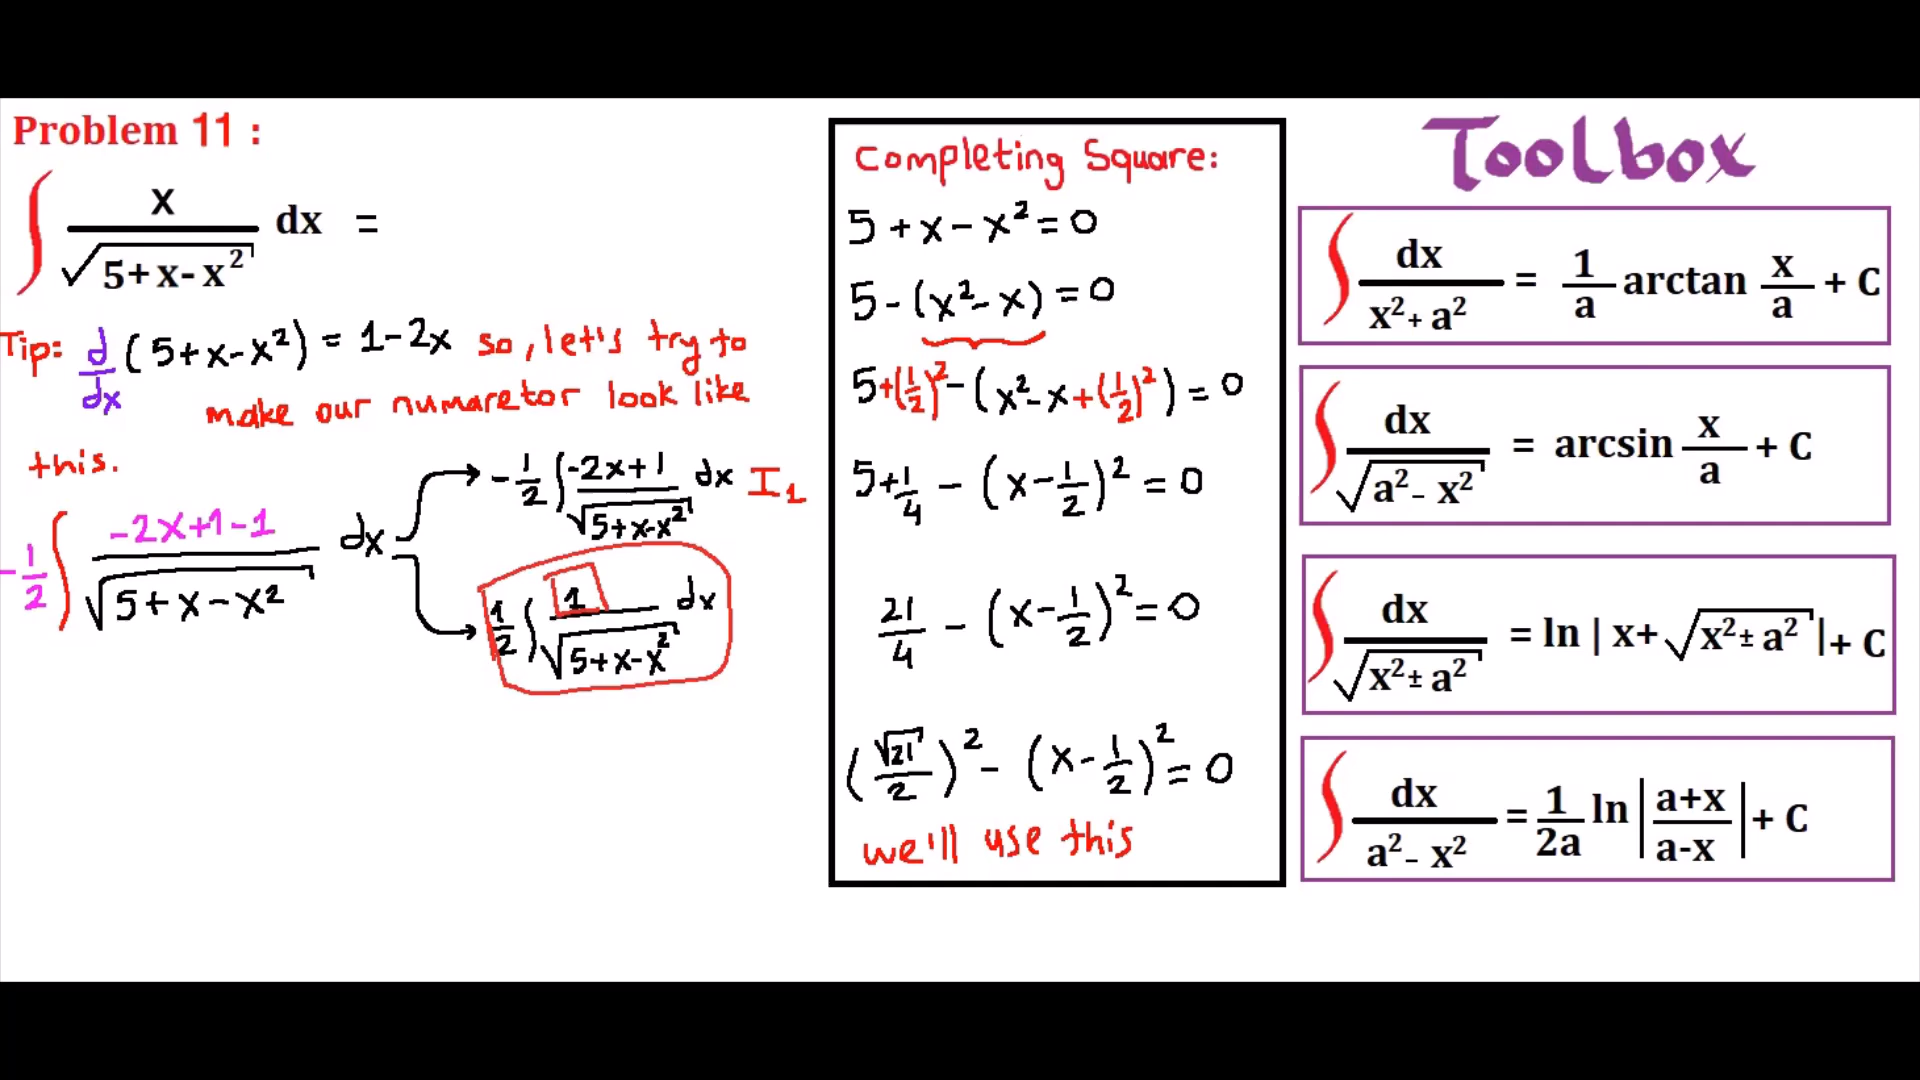 Problem 11 :
∫ x / √(5+x-x²) dx =
Tip: d/dx (5+x-x²) = 1-2x so, let's try to
make our numaretor look like
this.
-1/2 ∫ (-2x+1-1) / √(5+x-x²) dx
-1/2 ∫ (-2x+1) / √(5+x-x²) dx I₁
1/2 ∫ 1 / √(5+x-x²) dx
Completing Square:
5+x-x²=0
5-(x²-x)=0
5+(1/2)²-(x²-x+(1/2)²)=0
5+1/4-(x-1/2)²=0
21/4-(x-1/2)²=0
(√21/2)²-(x-1/2)²=0
we'll use this
Toolbox
∫ dx / (x²+a²) = 1/a arctan x/a + C
∫ dx / √(a²-x²) = arcsin x/a + C
∫ dx / √(x²±a²) = ln | x+√(x²±a²) | + C
∫ dx / (a²-x²) = 1/2a ln | (a+x)/(a-x) | + C